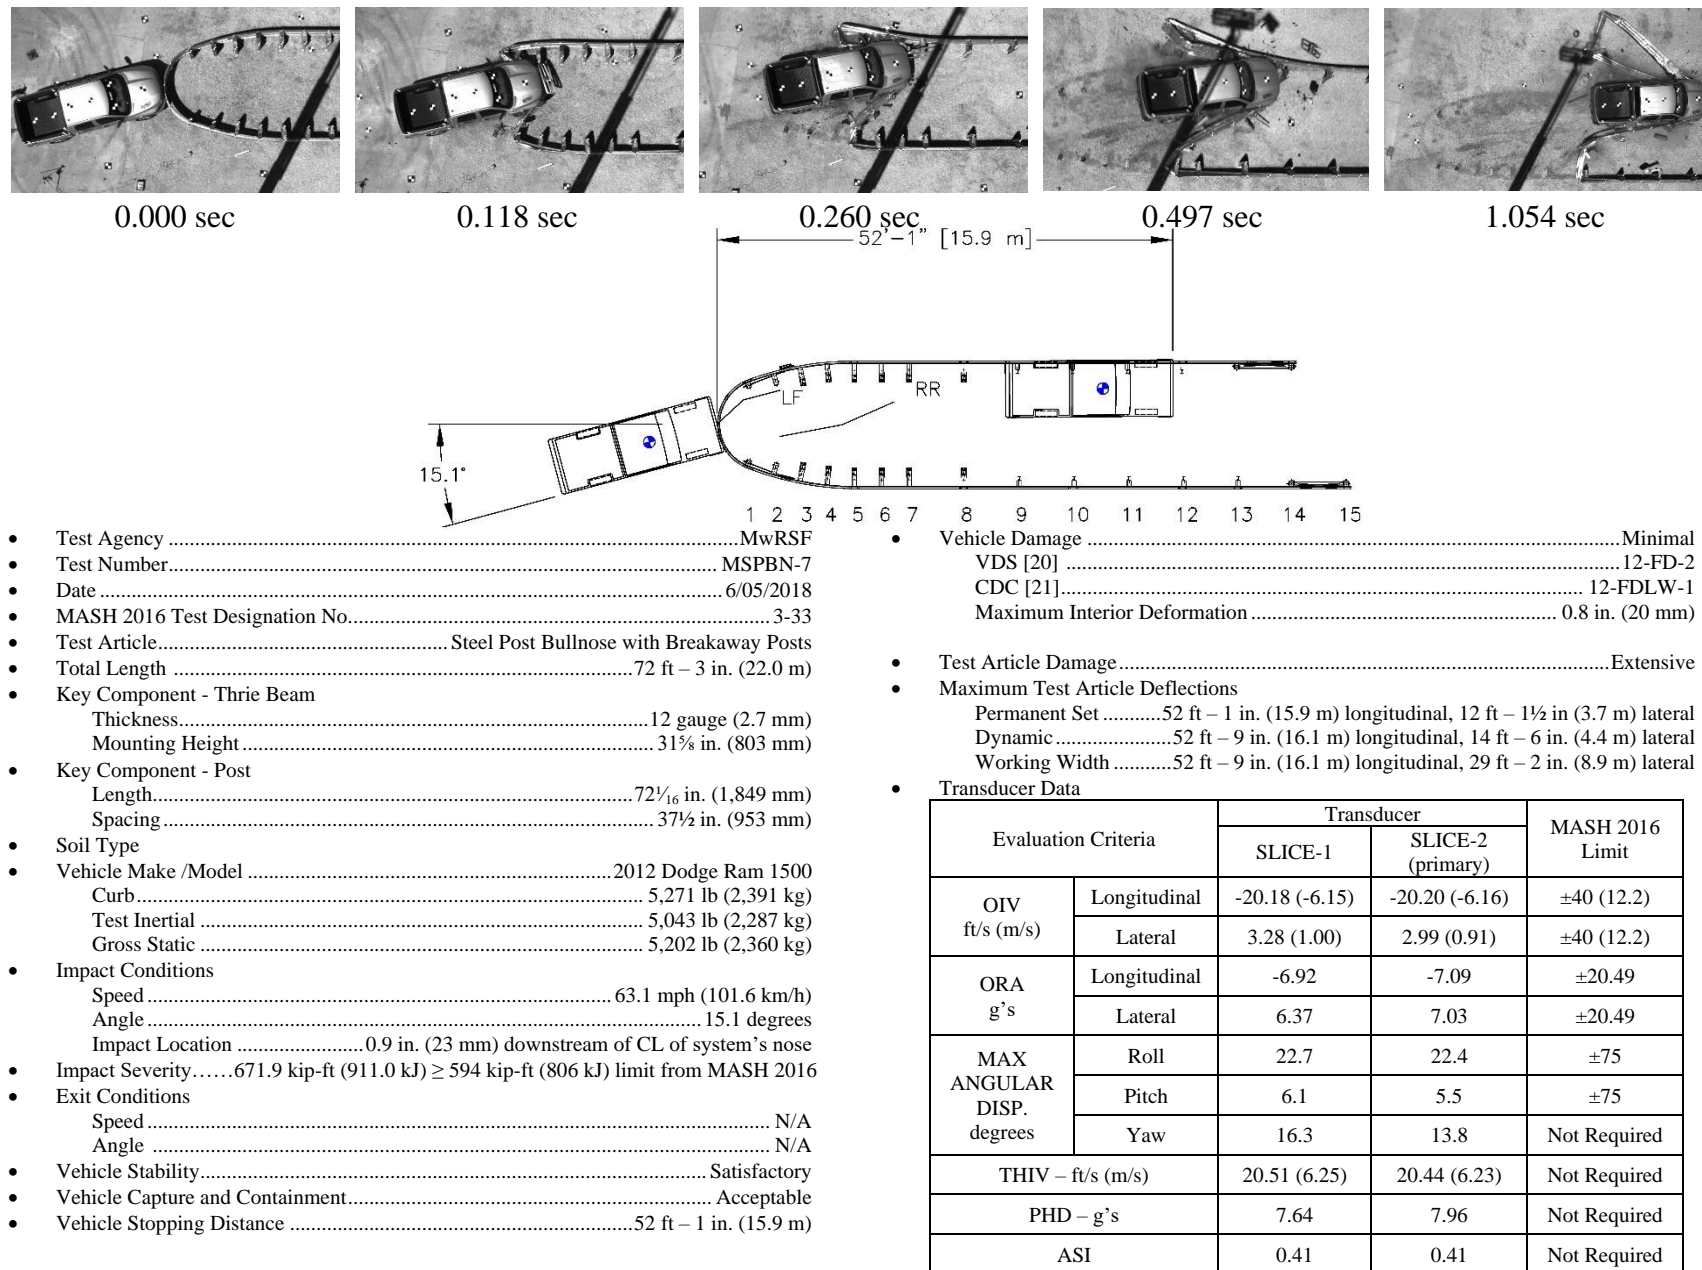 0.000 sec
0.118 sec
0.260 sec
0.497 sec
1.054 sec
52'-1" [15.9 m]
LF
RR
15.1°
1 2 3 4 5 6 7 8 9 10 11 12 13 14 15
• Test Agency ........ MwRSF
• Test Number ........ MSPBN-7
• Date ........ 6/05/2018
• MASH 2016 Test Designation No. ........ 3-33
• Test Article ........ Steel Post Bullnose with Breakaway Posts
• Total Length ........ 72 ft – 3 in. (22.0 m)
• Key Component - Thrie Beam
Thickness ........ 12 gauge (2.7 mm)
Mounting Height ........ 31⅝ in. (803 mm)
• Key Component - Post
Length ........ 72¹⁄₁₆ in. (1,849 mm)
Spacing ........ 37½ in. (953 mm)
• Soil Type
• Vehicle Make /Model ........ 2012 Dodge Ram 1500
Curb ........ 5,271 lb (2,391 kg)
Test Inertial ........ 5,043 lb (2,287 kg)
Gross Static ........ 5,202 lb (2,360 kg)
• Impact Conditions
Speed ........ 63.1 mph (101.6 km/h)
Angle ........ 15.1 degrees
Impact Location ........ 0.9 in. (23 mm) downstream of CL of system's nose
• Impact Severity……671.9 kip-ft (911.0 kJ) ≥ 594 kip-ft (806 kJ) limit from MASH 2016
• Exit Conditions
Speed ........ N/A
Angle ........ N/A
• Vehicle Stability ........ Satisfactory
• Vehicle Capture and Containment ........ Acceptable
• Vehicle Stopping Distance ........ 52 ft – 1 in. (15.9 m)
• Vehicle Damage ........ Minimal
VDS [20] ........ 12-FD-2
CDC [21] ........ 12-FDLW-1
Maximum Interior Deformation ........ 0.8 in. (20 mm)
• Test Article Damage ........ Extensive
• Maximum Test Article Deflections
Permanent Set ........ 52 ft – 1 in. (15.9 m) longitudinal, 12 ft – 1½ in (3.7 m) lateral
Dynamic ........ 52 ft – 9 in. (16.1 m) longitudinal, 14 ft – 6 in. (4.4 m) lateral
Working Width ........ 52 ft – 9 in. (16.1 m) longitudinal, 29 ft – 2 in. (8.9 m) lateral
• Transducer Data
Evaluation Criteria Transducer MASH 2016 Limit
SLICE-1 SLICE-2 (primary)
OIV ft/s (m/s) Longitudinal -20.18 (-6.15) -20.20 (-6.16) ±40 (12.2)
Lateral 3.28 (1.00) 2.99 (0.91) ±40 (12.2)
ORA g's Longitudinal -6.92 -7.09 ±20.49
Lateral 6.37 7.03 ±20.49
MAX ANGULAR DISP. degrees Roll 22.7 22.4 ±75
Pitch 6.1 5.5 ±75
Yaw 16.3 13.8 Not Required
THIV – ft/s (m/s) 20.51 (6.25) 20.44 (6.23) Not Required
PHD – g's 7.64 7.96 Not Required
ASI 0.41 0.41 Not Required